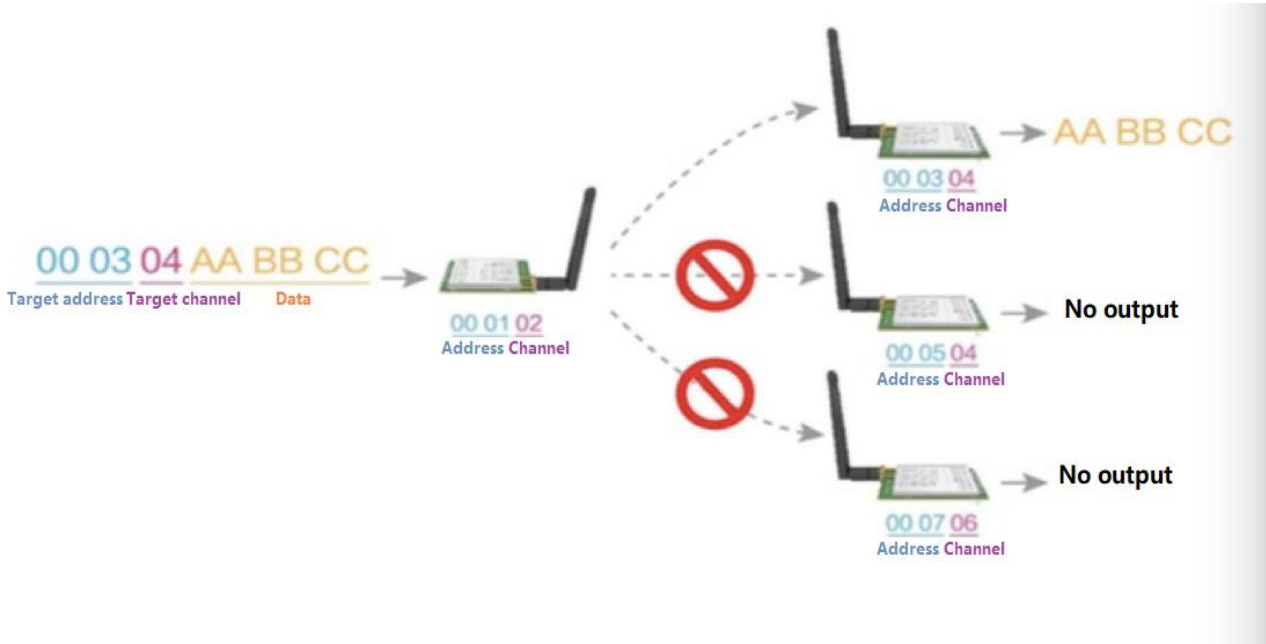 00 03 04 AA BB CC
Target address Target channel Data
00 01 02
Address Channel
AA BB CC
00 03 04
Address Channel
No output
00 05 04
Address Channel
No output
00 07 06
Address Channel